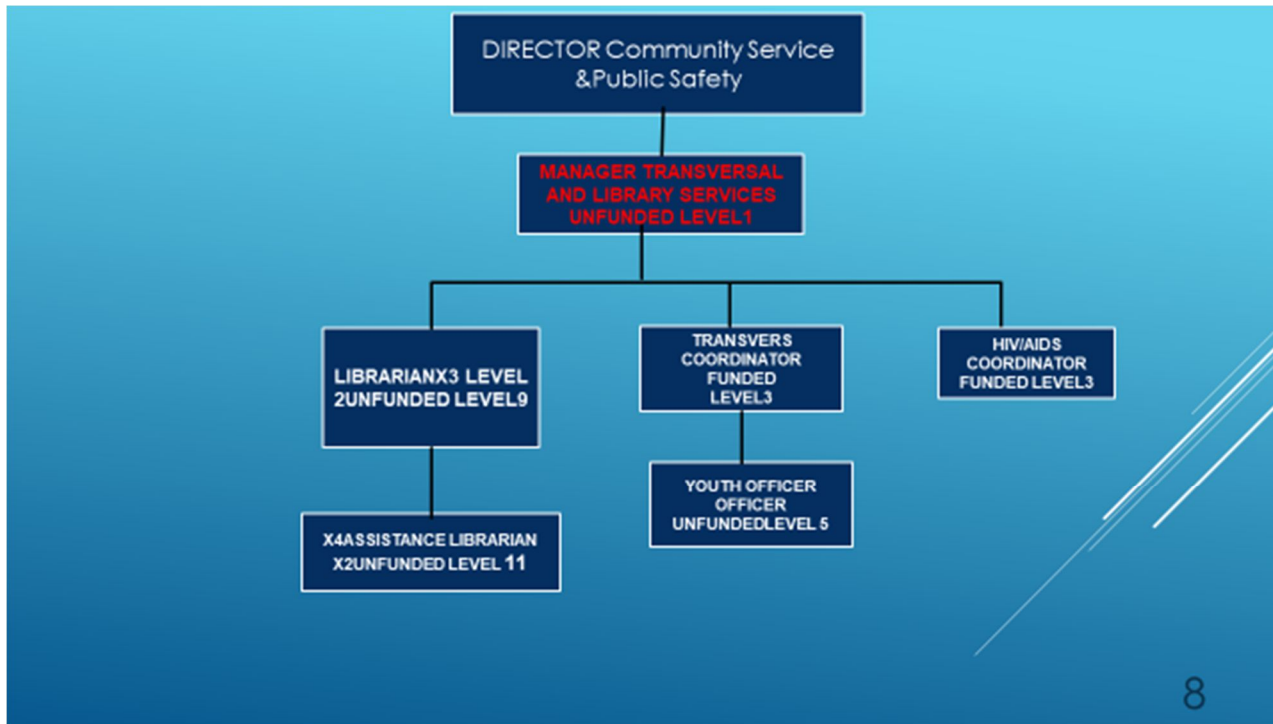 DIRECTOR Community Service
&Public Safety
MANAGER TRANSVERSAL
AND LIBRARY SERVICES
UNFUNDED LEVEL1
LIBRARIANX3 LEVEL
2UNFUNDED LEVEL9
TRANSVERS
COORDINATOR
FUNDED
LEVEL3
HIV/AIDS
COORDINATOR
FUNDED LEVEL3
X4ASSISTANCE LIBRARIAN
X2UNFUNDED LEVEL 11
YOUTH OFFICER
OFFICER
UNFUNDEDLEVEL 5
8